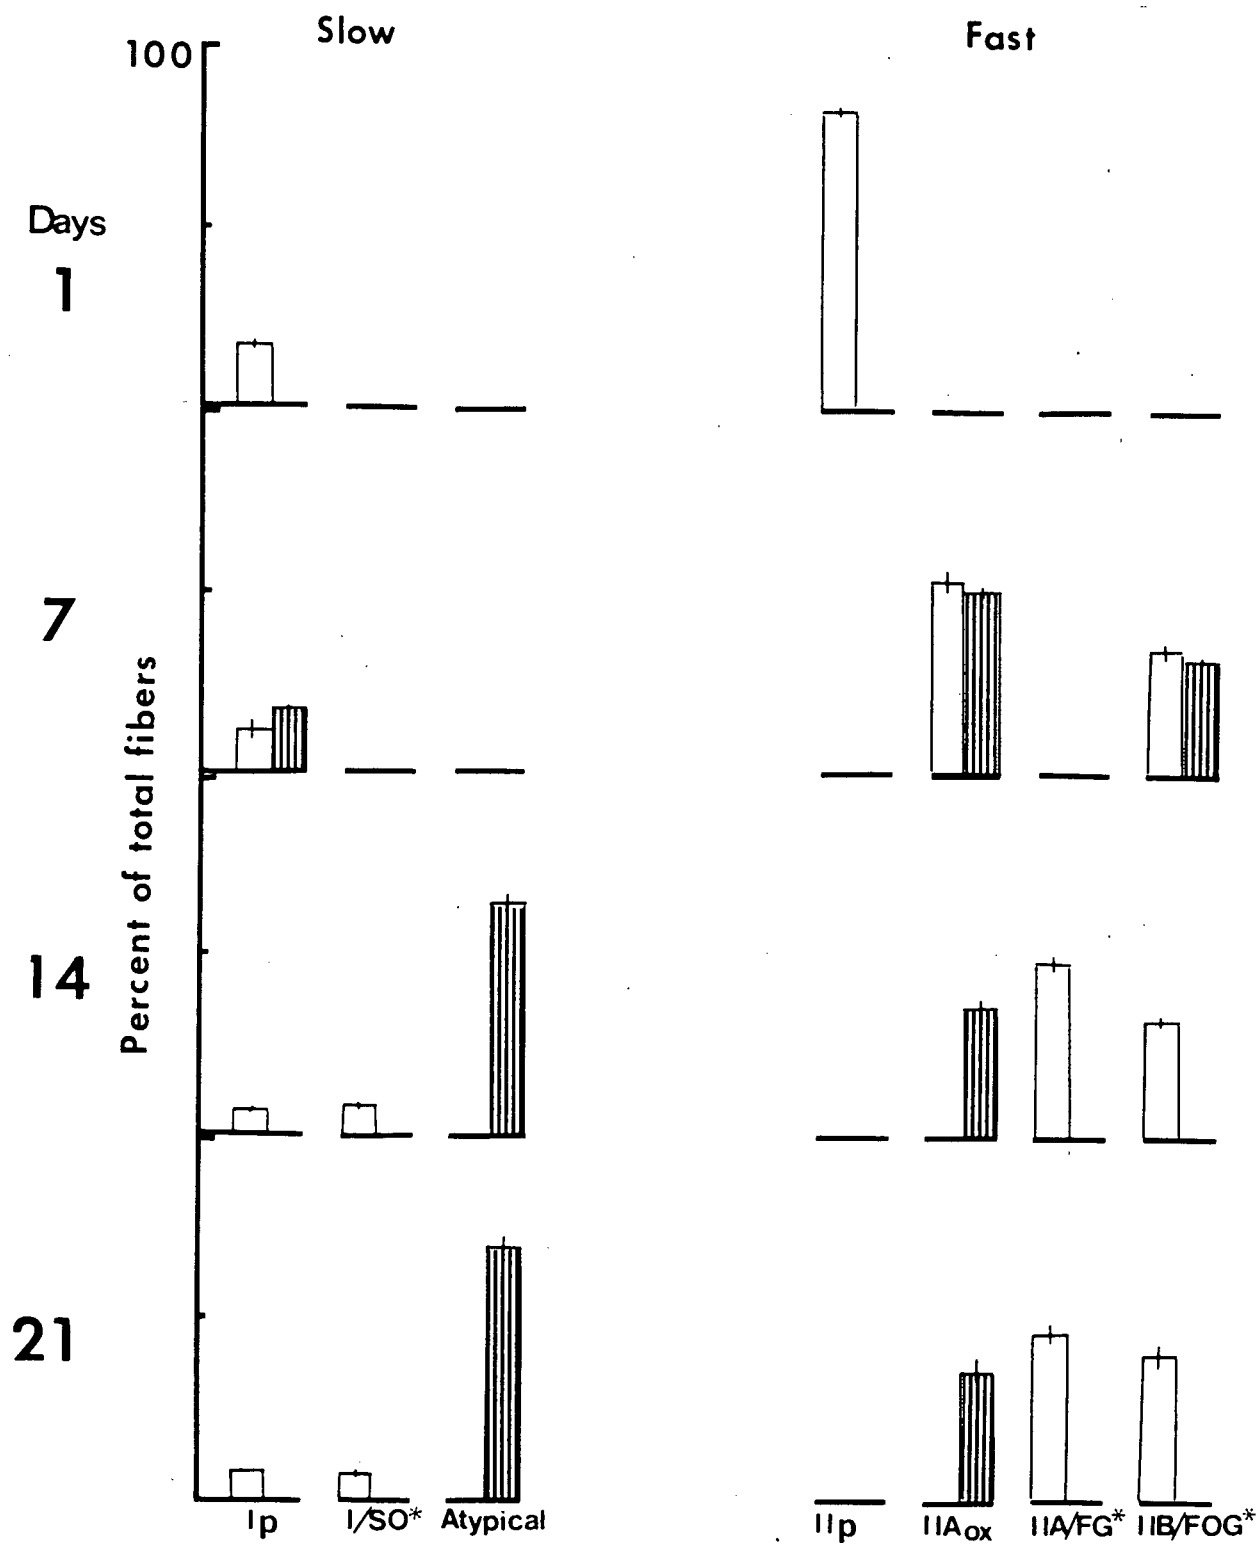 Slow
Fast
100
Days
1
7
14
21
Percent of total fibers
Ip
I/SO*
Atypical
IIp
IIAox
IIA/FG*
IIB/FOG*